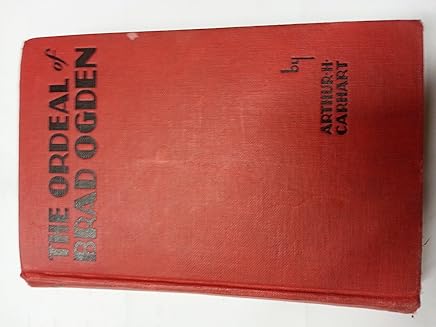 THE ORDEAL of
BRAD OGDEN
by
ARTHUR·H·
CARHART